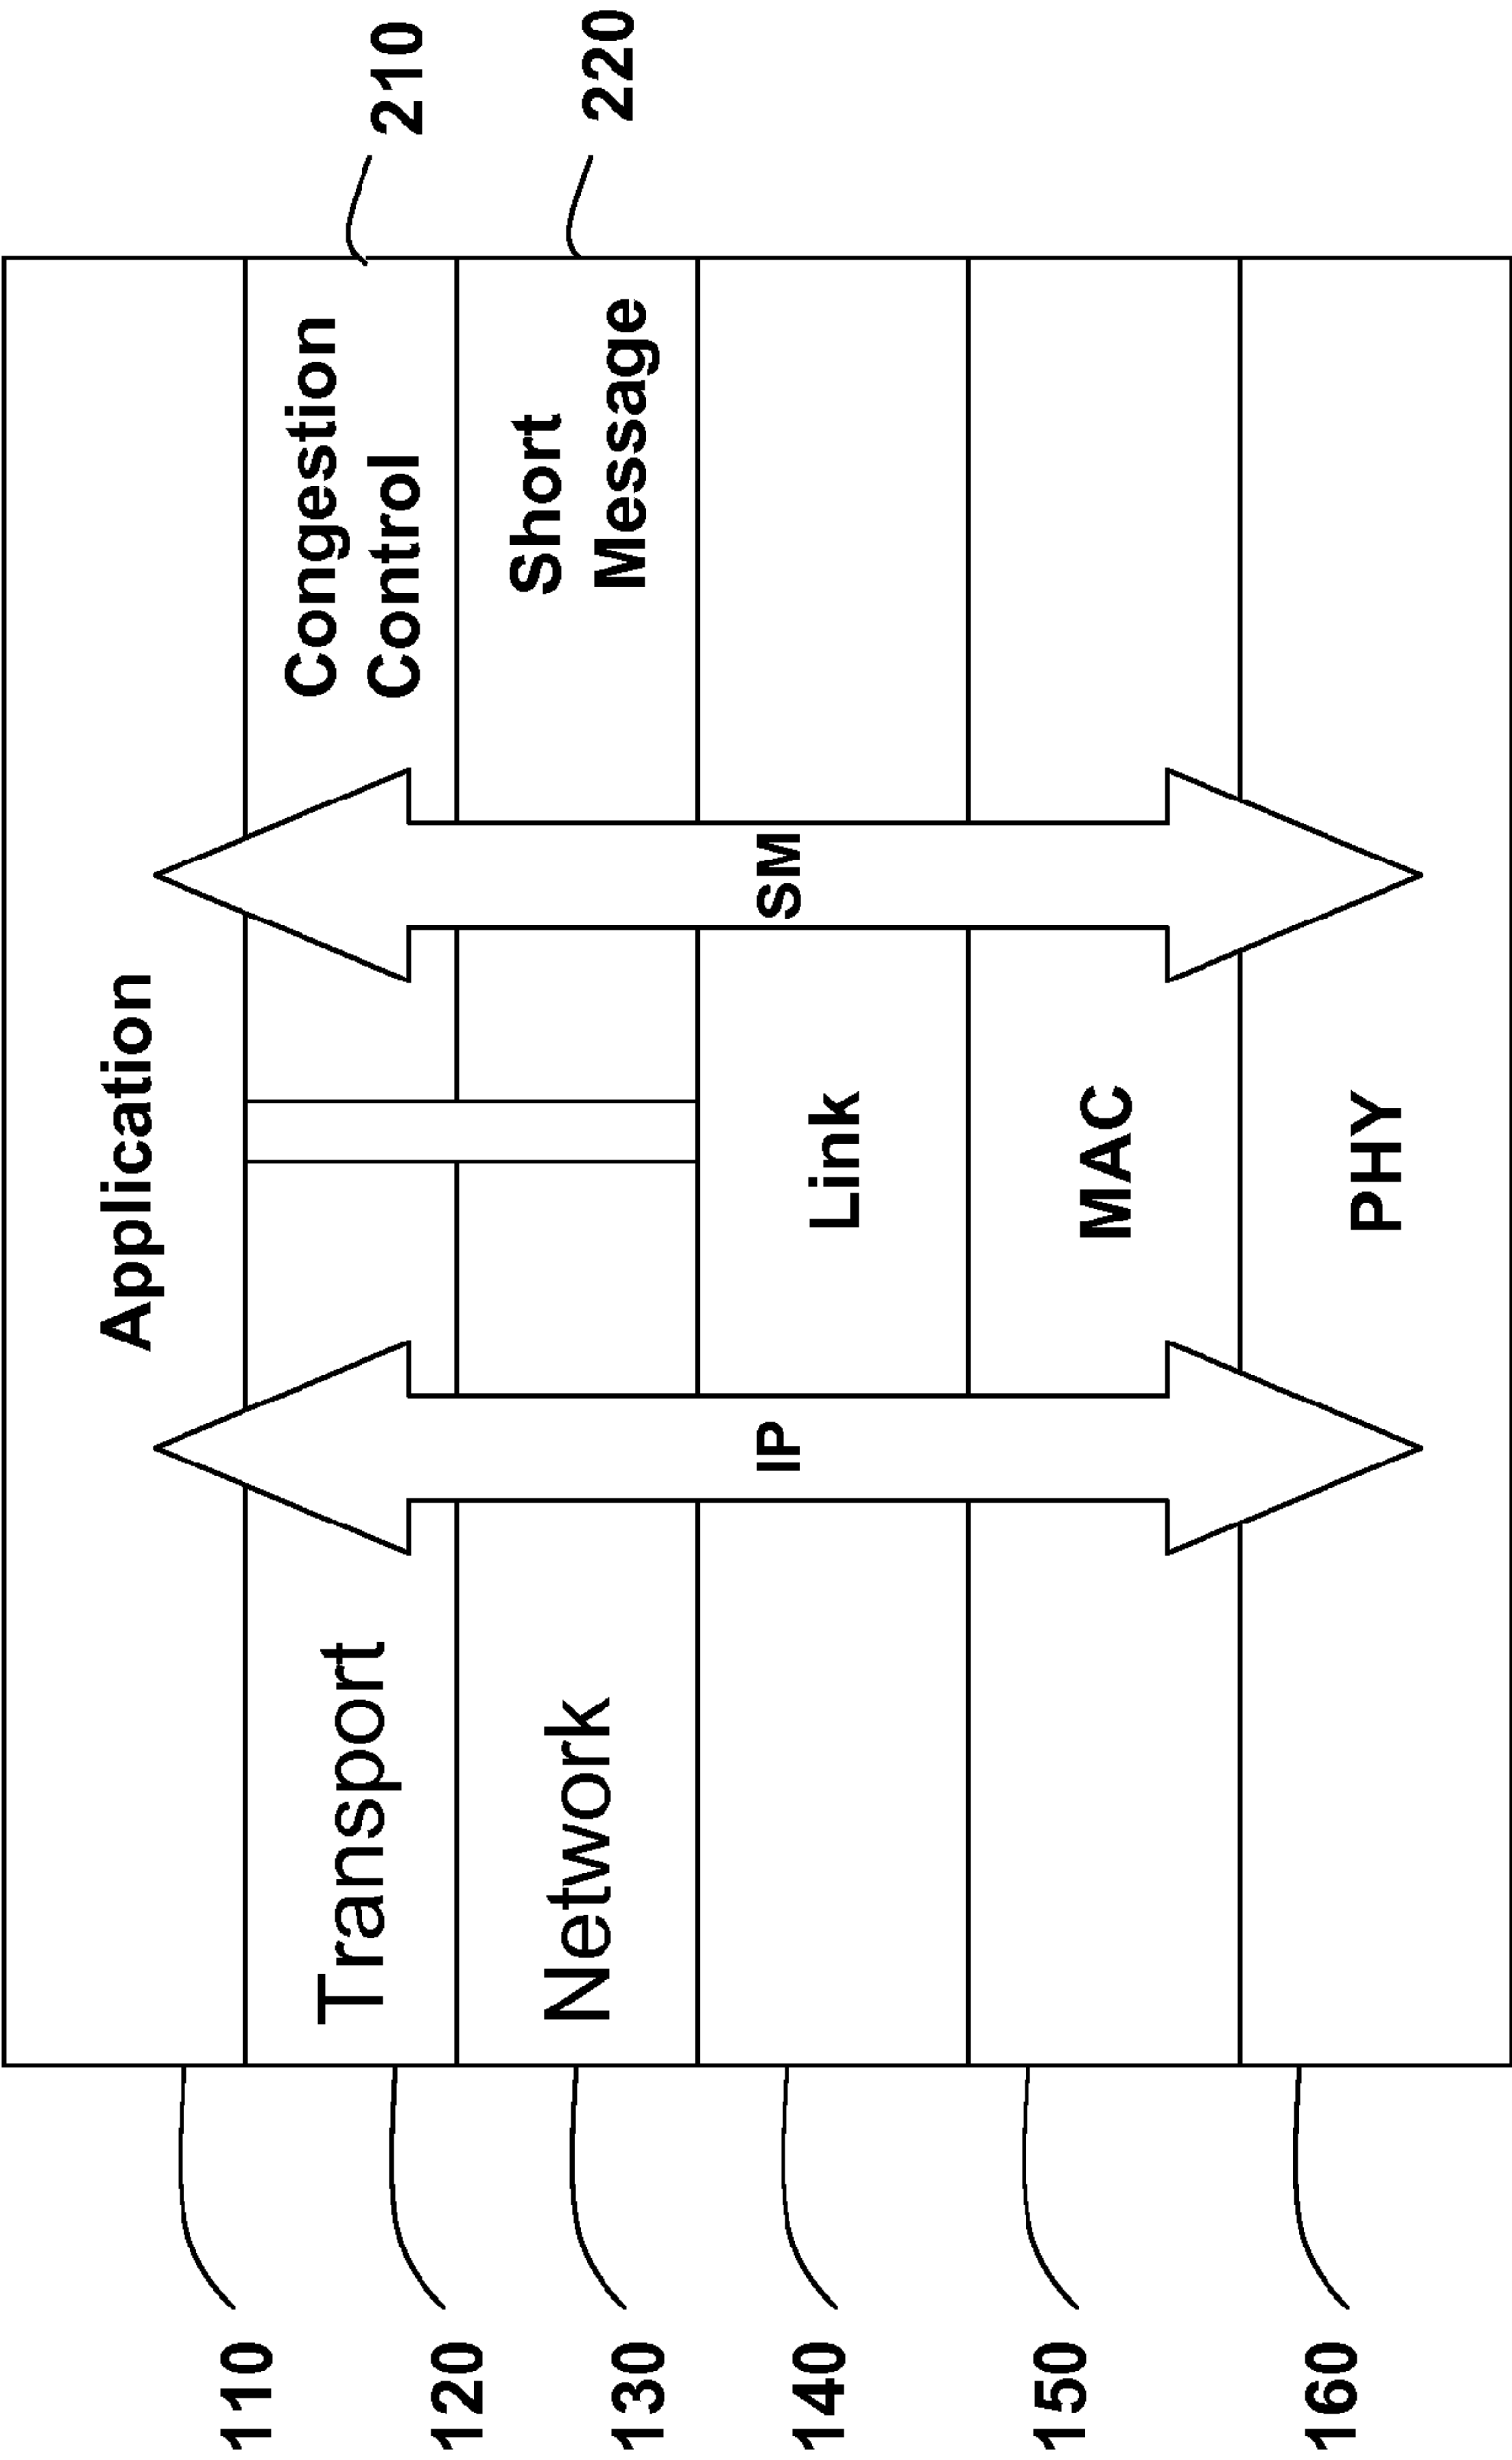 Application
110
Transport
120
Congestion
Control
210
Network
130
Short
Message
220
IP
SM
Link
140
MAC
150
PHY
160